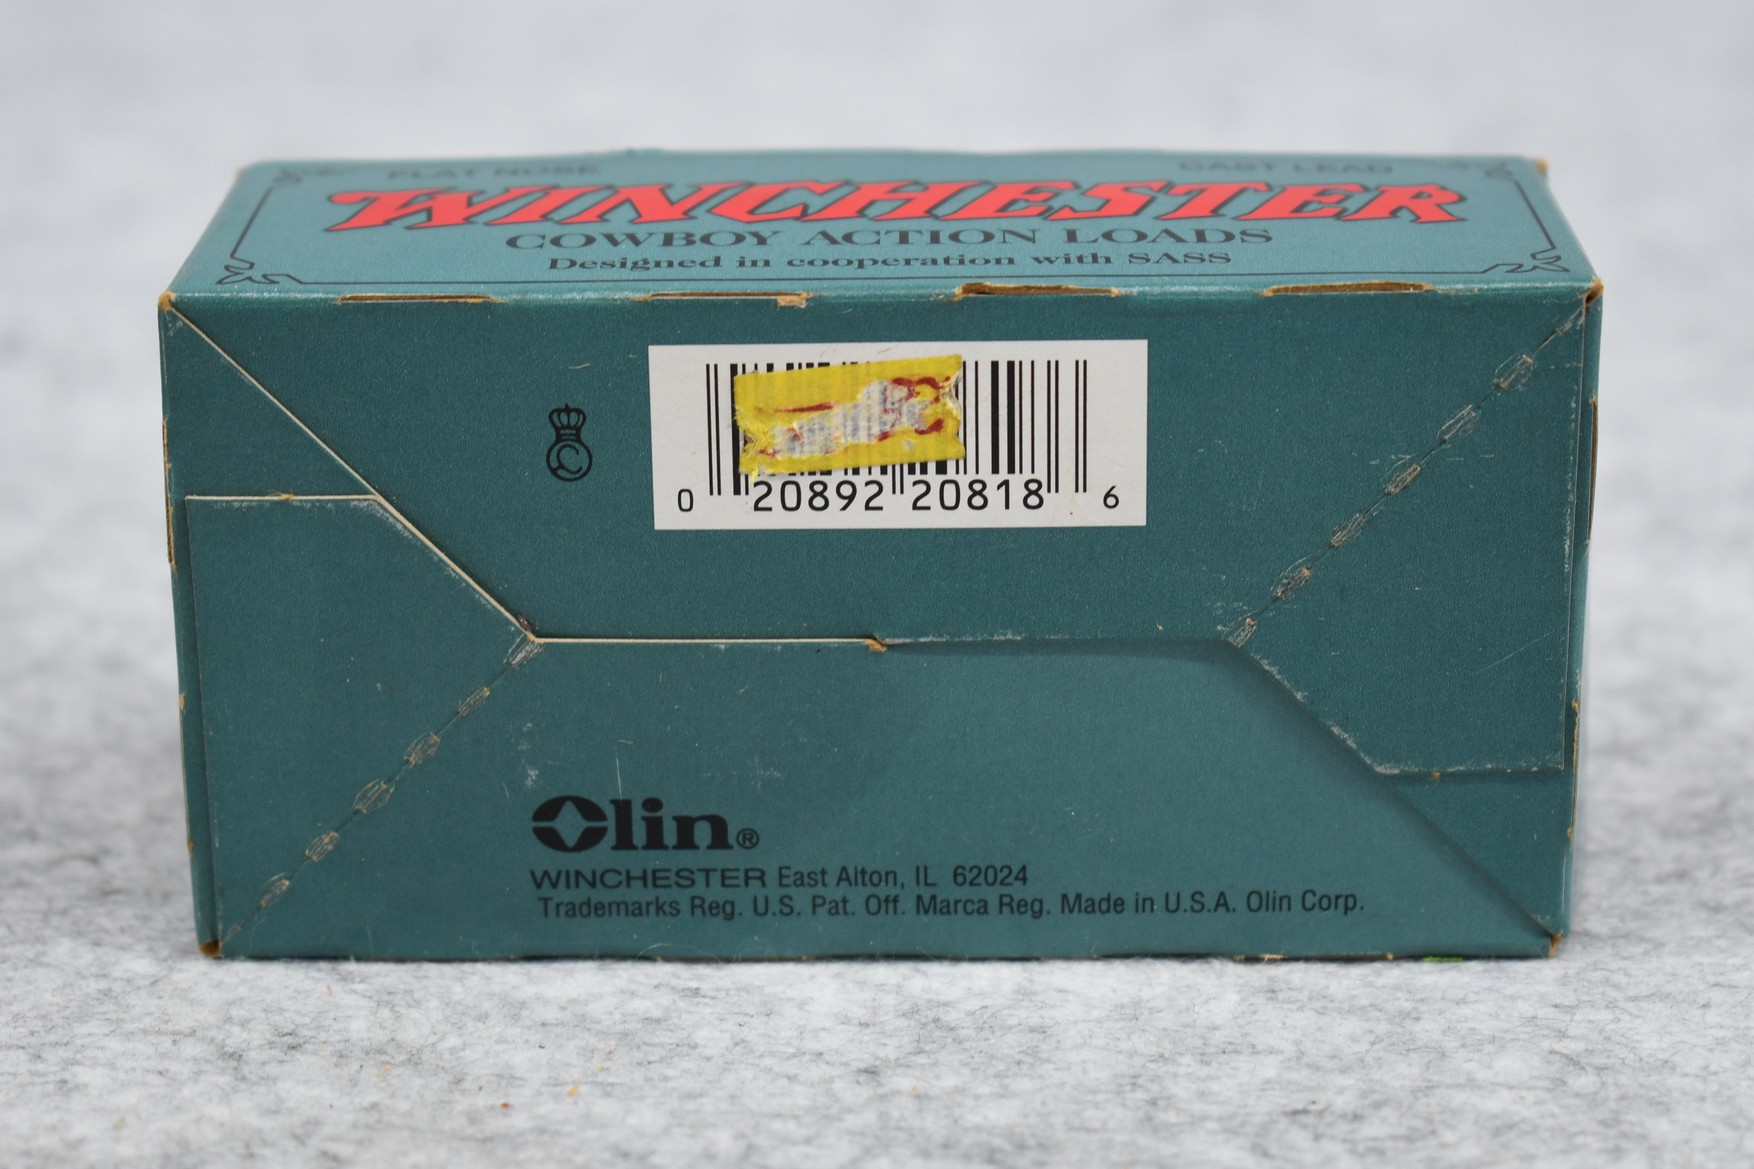 FLAT NOSE CAST LEAD
WINCHESTER
COWBOY ACTION LOADS
Designed in cooperation with SASS
0 20892 20818 6
Olin®
WINCHESTER East Alton, IL 62024
Trademarks Reg. U.S. Pat. Off. Marca Reg. Made in U.S.A. Olin Corp.